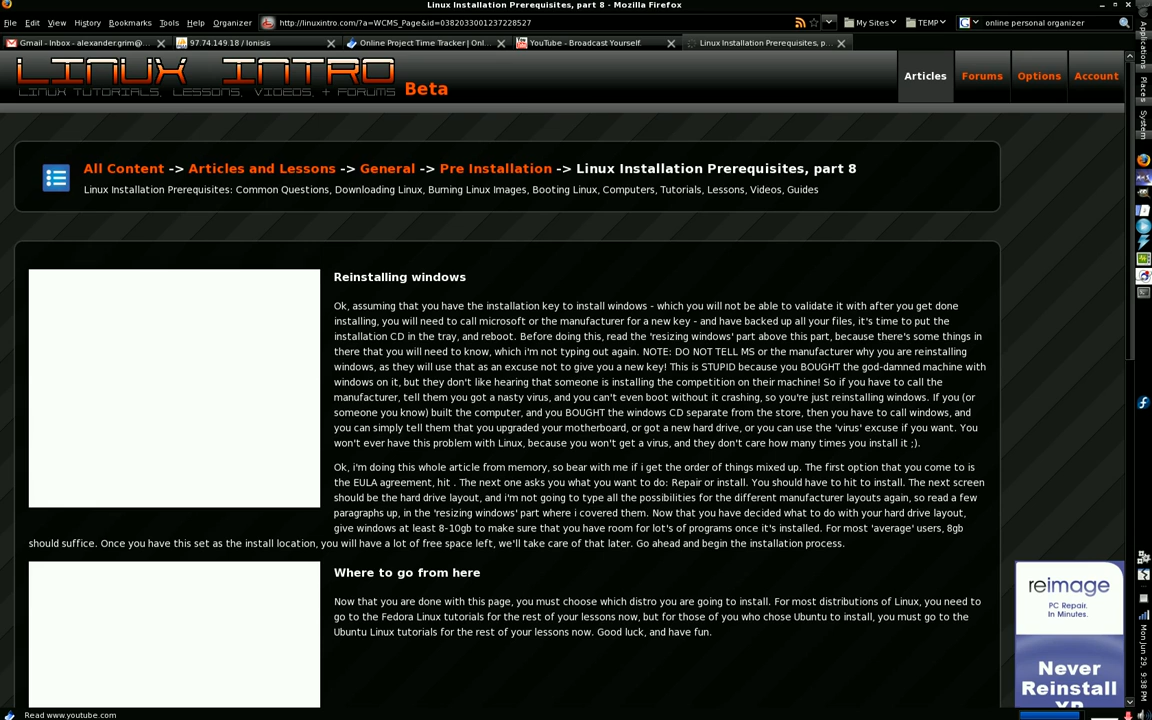 Linux Installation Prerequisites, part 8 - Mozilla Firefox
File Edit View History Bookmarks Tools Help Organizer http://linuxintro.com/?a=WCMS_Page&id=0382033001237228527 My Sites TEMP online personal organizer
Gmail - Inbox - alexander.grim@... 97.74.149.18 / Ionisis Online Project Time Tracker | Onl... YouTube - Broadcast Yourself. Linux Installation Prerequisites, p...
LINUX INTRO
LINUX TUTORIALS, LESSONS, VIDEOS, + FORUMS Beta
Articles Forums Options Account
Applications Places System
All Content -> Articles and Lessons -> General -> Pre Installation -> Linux Installation Prerequisites, part 8
Linux Installation Prerequisites: Common Questions, Downloading Linux, Burning Linux Images, Booting Linux, Computers, Tutorials, Lessons, Videos, Guides
Reinstalling windows
Ok, assuming that you have the installation key to install windows - which you will not be able to validate it with after you get done
installing, you will need to call microsoft or the manufacturer for a new key - and have backed up all your files, it's time to put the
installation CD in the tray, and reboot. Before doing this, read the 'resizing windows' part above this part, because there's some things in
there that you will need to know, which i'm not typing out again. NOTE: DO NOT TELL MS or the manufacturer why you are reinstalling
windows, as they will use that as an excuse not to give you a new key! This is STUPID because you BOUGHT the god-damned machine with
windows on it, but they don't like hearing that someone is installing the competition on their machine! So if you have to call the
manufacturer, tell them you got a nasty virus, and you can't even boot without it crashing, so you're just reinstalling windows. If you (or
someone you know) built the computer, and you BOUGHT the windows CD separate from the store, then you have to call windows, and
you can simply tell them that you upgraded your motherboard, or got a new hard drive, or you can use the 'virus' excuse if you want. You
won't ever have this problem with Linux, because you won't get a virus, and they don't care how many times you install it ;).
Ok, i'm doing this whole article from memory, so bear with me if i get the order of things mixed up. The first option that you come to is
the EULA agreement, hit . The next one asks you what you want to do: Repair or install. You should have to hit to install. The next screen
should be the hard drive layout, and i'm not going to type all the possibilities for the different manufacturer layouts again, so read a few
paragraphs up, in the 'resizing windows' part where i covered them. Now that you have decided what to do with your hard drive layout,
give windows at least 8-10gb to make sure that you have room for lot's of programs once it's installed. For most 'average' users, 8gb
should suffice. Once you have this set as the install location, you will have a lot of free space left, we'll take care of that later. Go ahead and begin the installation process.
Where to go from here
Now that you are done with this page, you must choose which distro you are going to install. For most distributions of Linux, you need to
go to the Fedora Linux tutorials for the rest of your lessons now, but for those of you who chose Ubuntu to install, you must go to the
Ubuntu Linux tutorials for the rest of your lessons now. Good luck, and have fun.
reimage
PC Repair.
In Minutes.
Never
Reinstall
XP
Mon Jun 29, 9:38 PM
Read www.youtube.com